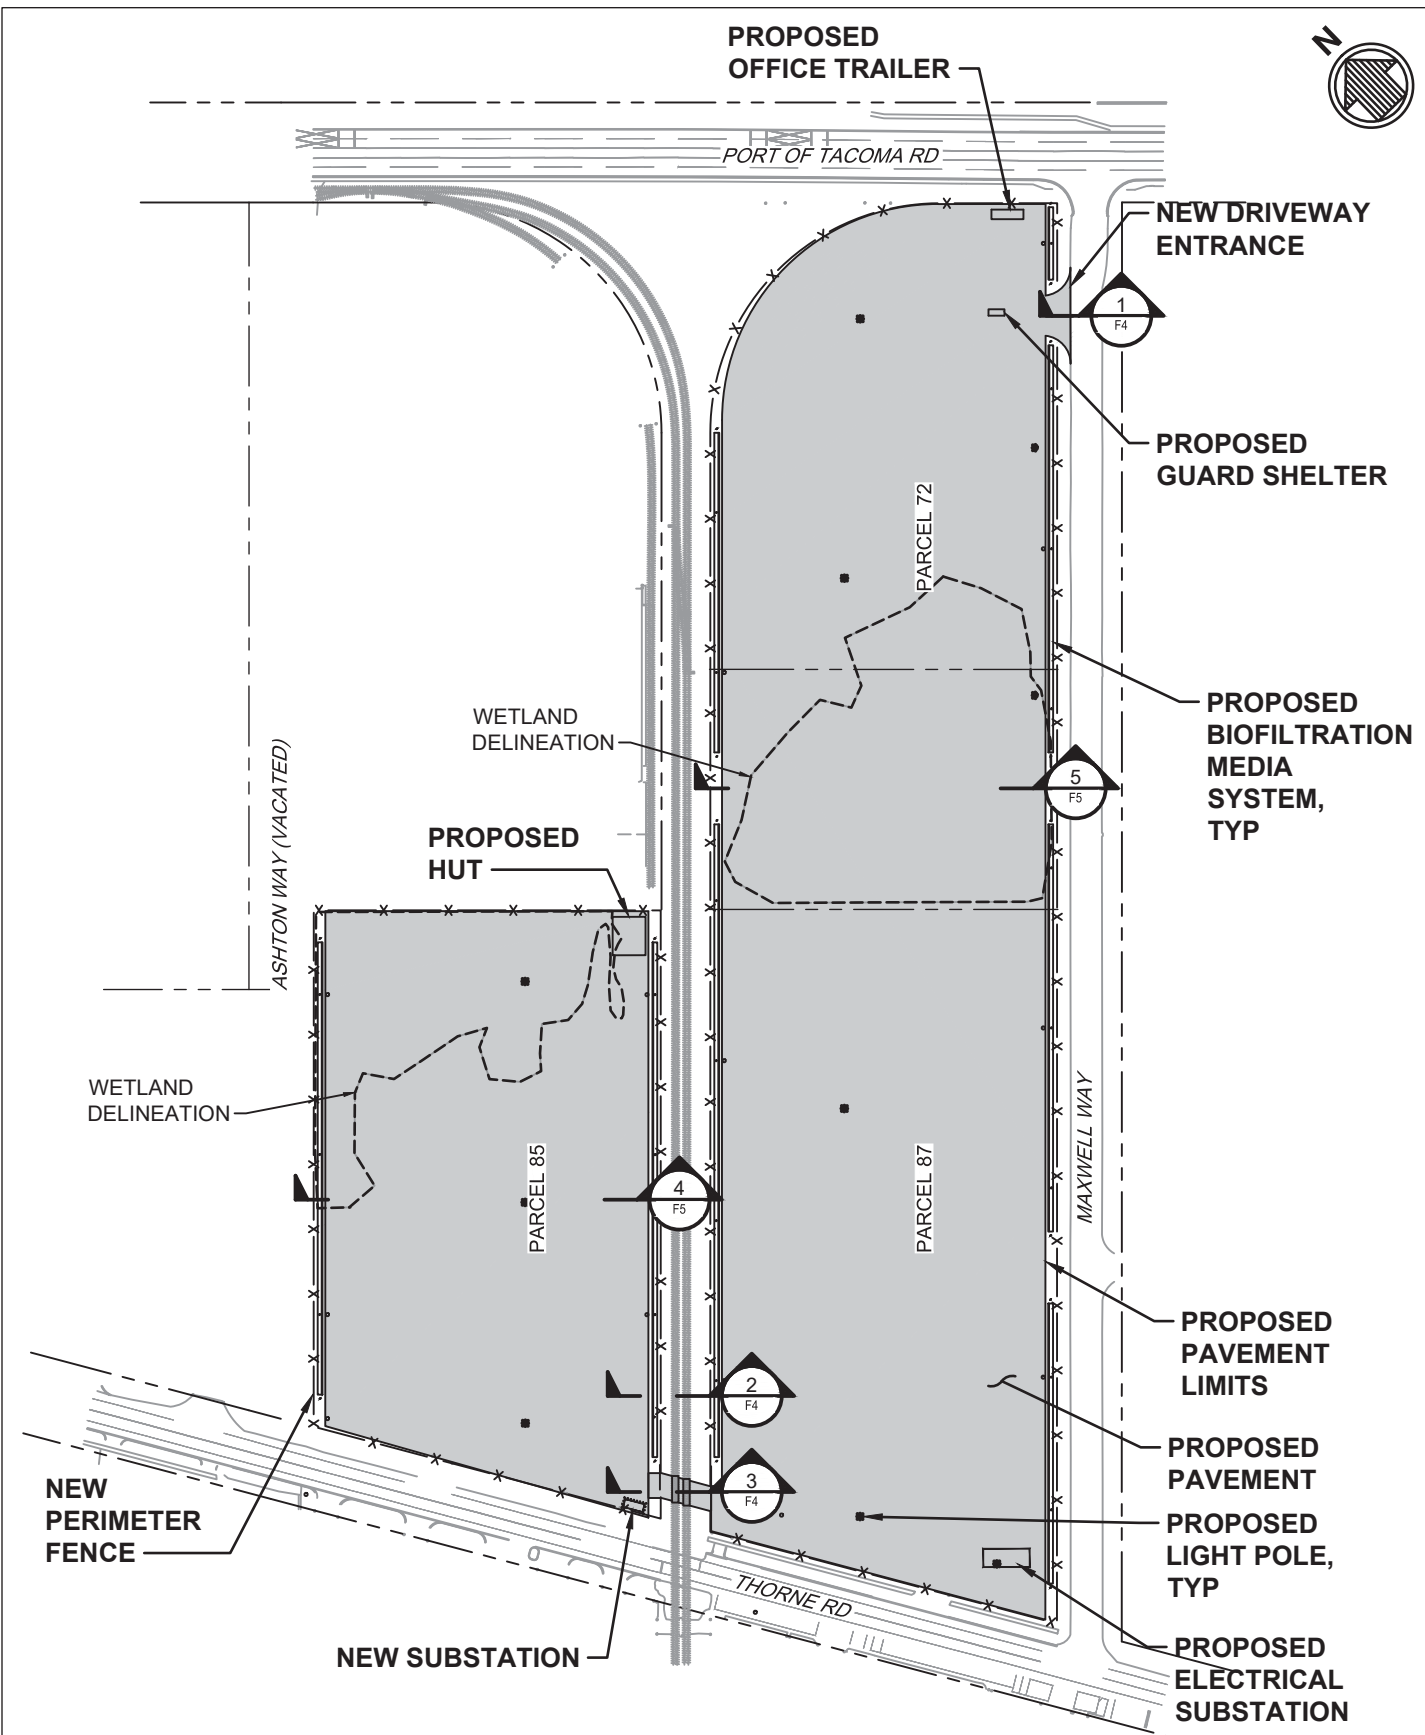 PROPOSED
OFFICE TRAILER
N
PORT OF TACOMA RD
NEW DRIVEWAY
ENTRANCE
1
F4
PROPOSED
GUARD SHELTER
PARCEL 72
PROPOSED
BIOFILTRATION
MEDIA
SYSTEM,
TYP
WETLAND
DELINEATION
5
F5
ASHTON WAY (VACATED)
PROPOSED
HUT
WETLAND
DELINEATION
MAXWELL WAY
PARCEL 85
4
F5
PARCEL 87
PROPOSED
PAVEMENT
LIMITS
2
F4
PROPOSED
PAVEMENT
3
F4
NEW
PERIMETER
FENCE
PROPOSED
LIGHT POLE,
TYP
THORNE RD
NEW SUBSTATION
PROPOSED
ELECTRICAL
SUBSTATION